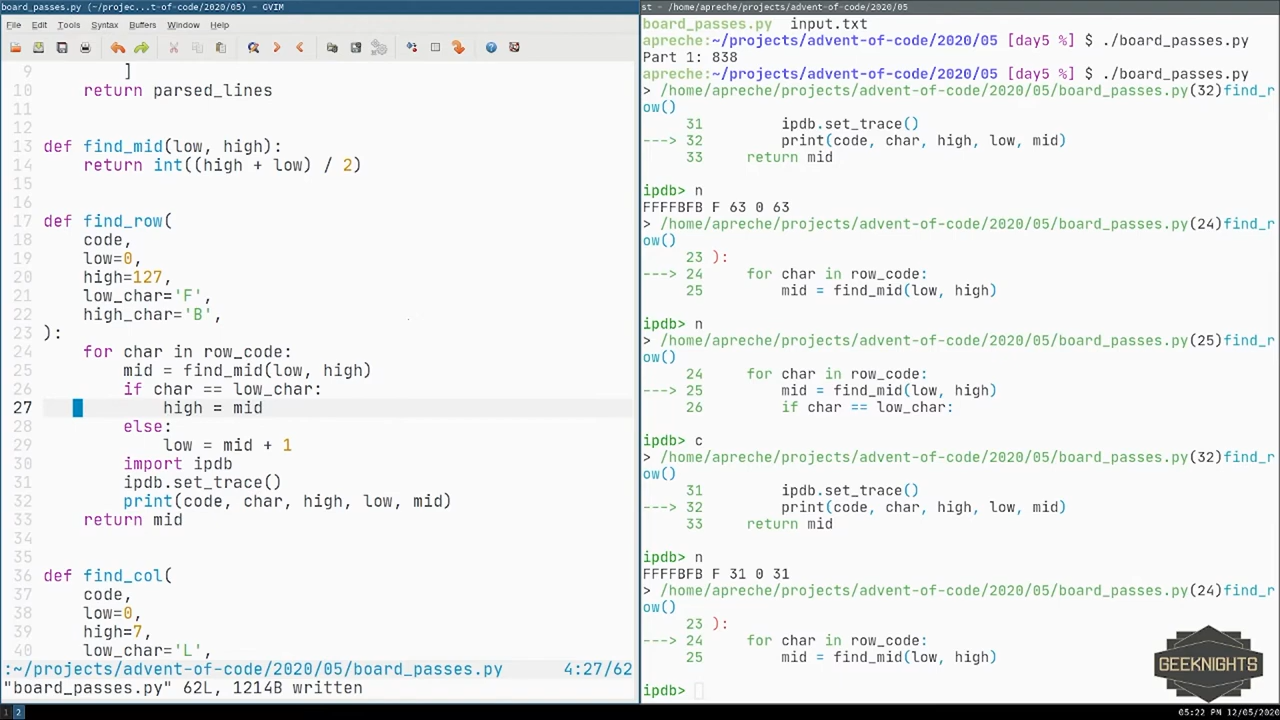 board_passes.py (~/projec...t-of-code/2020/05) - GVIM
File Edit Tools Syntax Buffers Window Help
9 ]
10 return parsed_lines
11
12
13 def find_mid(low, high):
14 return int((high + low) / 2)
15
16
17 def find_row(
18 code,
19 low=0,
20 high=127,
21 low_char='F',
22 high_char='B',
23 ):
24 for char in row_code:
25 mid = find_mid(low, high)
26 if char == low_char:
27 high = mid
28 else:
29 low = mid + 1
30 import ipdb
31 ipdb.set_trace()
32 print(code, char, high, low, mid)
33 return mid
34
35
36 def find_col(
37 code,
38 low=0,
39 high=7,
40 low_char='L',
:~/projects/advent-of-code/2020/05/board_passes.py 4:27/62
"board_passes.py" 62L, 1214B written
1 2
st - /home/apreche/projects/advent-of-code/2020/05
board_passes.py input.txt
apreche:~/projects/advent-of-code/2020/05 [day5 %] $ ./board_passes.py
Part 1: 838
apreche:~/projects/advent-of-code/2020/05 [day5 %] $ ./board_passes.py
> /home/apreche/projects/advent-of-code/2020/05/board_passes.py(32)find_r
ow()
31 ipdb.set_trace()
---> 32 print(code, char, high, low, mid)
33 return mid
ipdb> n
FFFFBFB F 63 0 63
> /home/apreche/projects/advent-of-code/2020/05/board_passes.py(24)find_r
ow()
23 ):
---> 24 for char in row_code:
25 mid = find_mid(low, high)
ipdb> n
> /home/apreche/projects/advent-of-code/2020/05/board_passes.py(25)find_r
ow()
24 for char in row_code:
---> 25 mid = find_mid(low, high)
26 if char == low_char:
ipdb> c
> /home/apreche/projects/advent-of-code/2020/05/board_passes.py(32)find_r
ow()
31 ipdb.set_trace()
---> 32 print(code, char, high, low, mid)
33 return mid
ipdb> n
FFFFBFB F 31 0 31
> /home/apreche/projects/advent-of-code/2020/05/board_passes.py(24)find_r
ow()
23 ):
---> 24 for char in row_code:
25 mid = find_mid(low, high)
ipdb>
GEEKNIGHTS
05:22 PM 12/05/2020